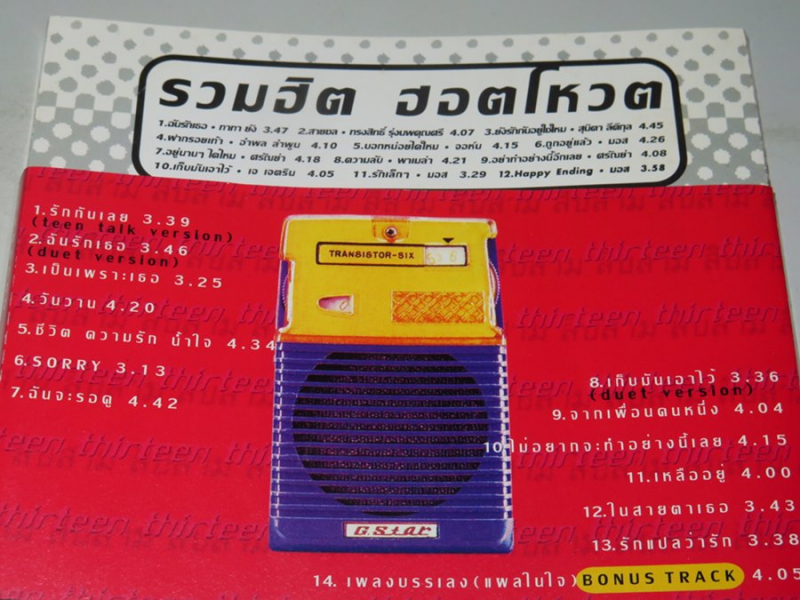 รวมฮิต ฮอตโหวต
1.ฉันรักเธอ • ทาทา ยัง 3.47 2.สายชล • ทรงสิทธิ์ รุ่งนพคุณศรี 4.07 3.ยังรักกันอยู่ใช่ไหม • สุนิตา ลีติกุล 4.45
4.ฟางรอยเก่า • อำพล ลำพูน 4.10 5.บอกหน่อยได้ไหม • จอหน์ 4.15 6.ถูกอยู่แล้ว • มอส 4.26
7.อยู่นานๆ ได้ไหม • 4.18 8.ความลับ • พาเมล่า 4.21 9.อย่าทำอย่างนี้อีกเลย • 4.08
10.เก็บมันเอาไว้ • เจ เจตริน 4.05 11.รักเล็กๆ • มอส 3.29 12.Happy Ending • มอส 3.58
1.รักกันเลย 3.39
(teen talk version)
2.ฉันรักเธอ 3.46
(duet version)
3.เป็นเพราะเธอ 3.25
4.วันวาน 4.20
5.ชีวิต ความรัก น้ำใจ 4.34
6.SORRY 3.13
7.ฉันจะรอดู 4.42
TRANSISTOR-SIX
G.Star
8.เก็บมันเอาไว้ 3.36
(duet version)
9.จากเพื่อนคนหนึ่ง 4.04
10.ไม่อยากจะทำอย่างนี้เลย 4.15
11.เหลืออยู่ 4.00
12.ในสายตาเธอ 3.43
13.รักแปลว่ารัก 3.38
14. เพลงบรรเลง(แพลในใจ) BONUS TRACK 4.05